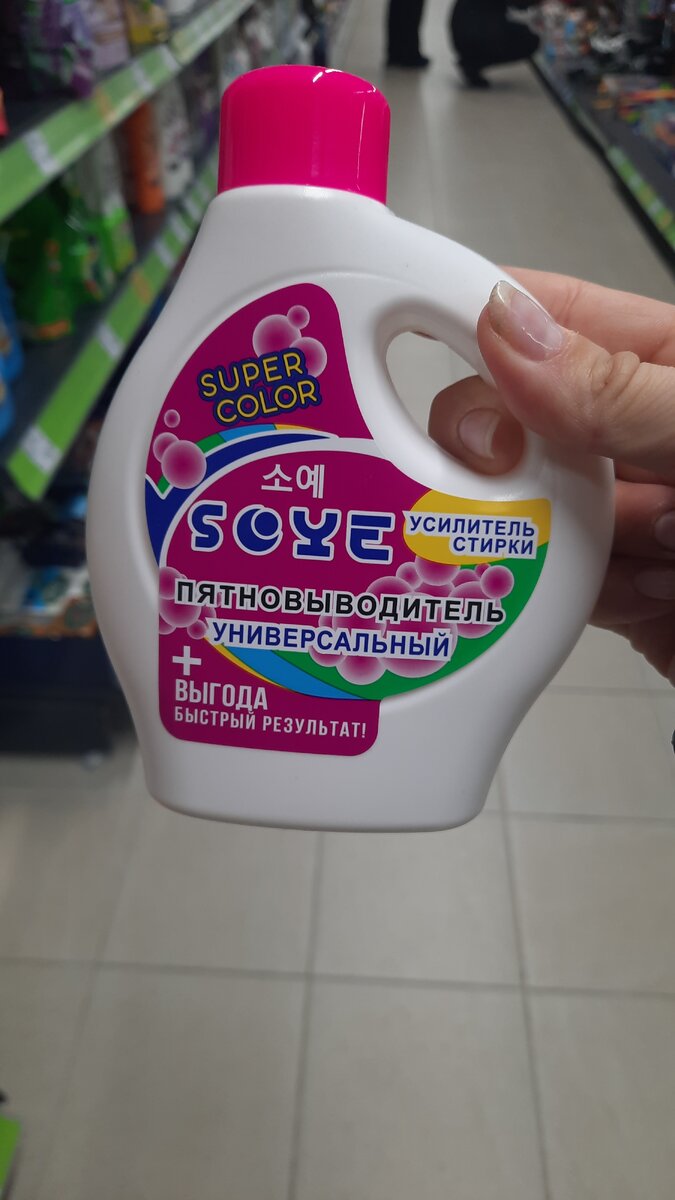 SUPER
COLOR
소예
SOYE
УСИЛИТЕЛЬ
СТИРКИ
ПЯТНОВЫВОДИТЕЛЬ
УНИВЕРСАЛЬНЫЙ
+
ВЫГОДА
БЫСТРЫЙ РЕЗУЛЬТАТ!